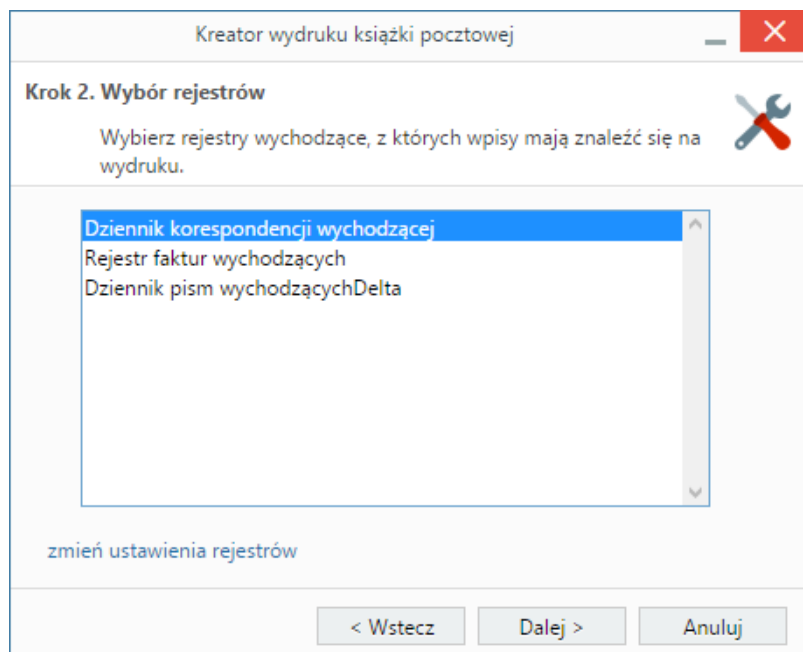 Kreator wydruku książki pocztowej
Krok 2. Wybór rejestrów
Wybierz rejestry wychodzące, z których wpisy mają znaleźć się na
wydruku.
Dziennik korespondencji wychodzącej
Rejestr faktur wychodzących
Dziennik pism wychodzącychDelta
zmień ustawienia rejestrów
< Wstecz
Dalej >
Anuluj